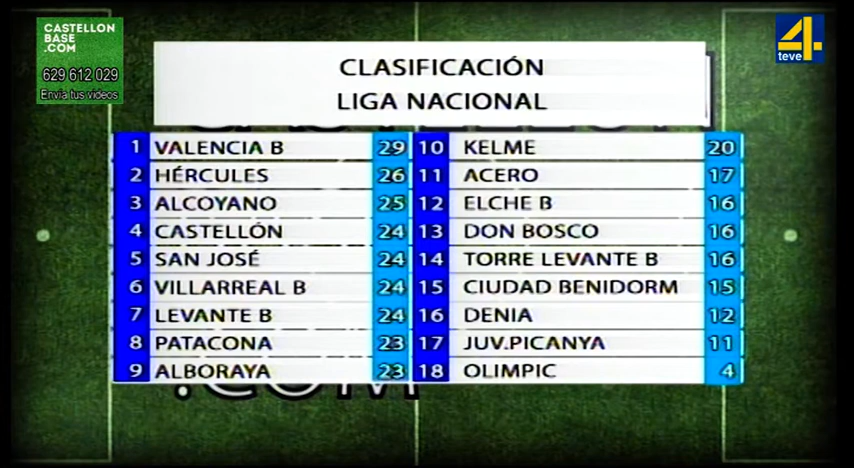 CASTELLON
BASE
.COM
629 612 029
Envía tus videos
4
teve
CLASIFICACIÓN
LIGA NACIONAL
1 VALENCIA B 29
2 HÉRCULES 26
3 ALCOYANO 25
4 CASTELLÓN 24
5 SAN JOSÉ 24
6 VILLARREAL B 24
7 LEVANTE B 24
8 PATACONA 23
9 ALBORAYA 23
10 KELME 20
11 ACERO 17
12 ELCHE B 16
13 DON BOSCO 16
14 TORRE LEVANTE B 16
15 CIUDAD BENIDORM 15
16 DENIA 12
17 JUV.PICANYA 11
18 OLIMPIC 4
.COM